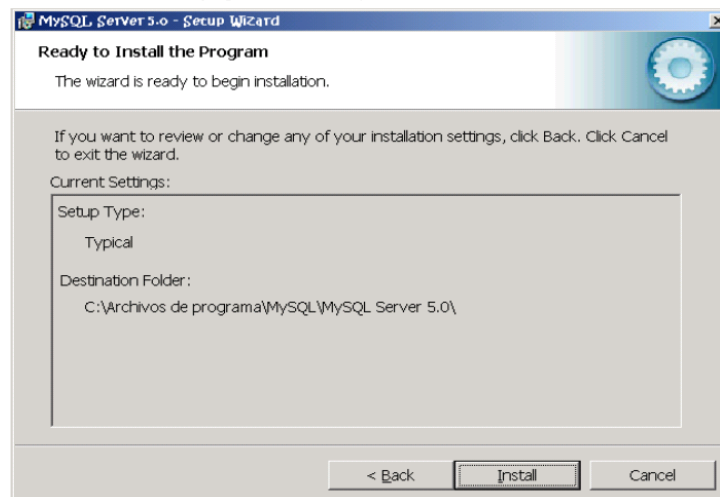 MySQL Server 5.0 - Setup Wizard
Ready to Install the Program
The wizard is ready to begin installation.
If you want to review or change any of your installation settings, click Back. Click Cancel
to exit the wizard.
Current Settings:
Setup Type:
Typical
Destination Folder:
C:\Archivos de programa\MySQL\MySQL Server 5.0\
< Back
Install
Cancel